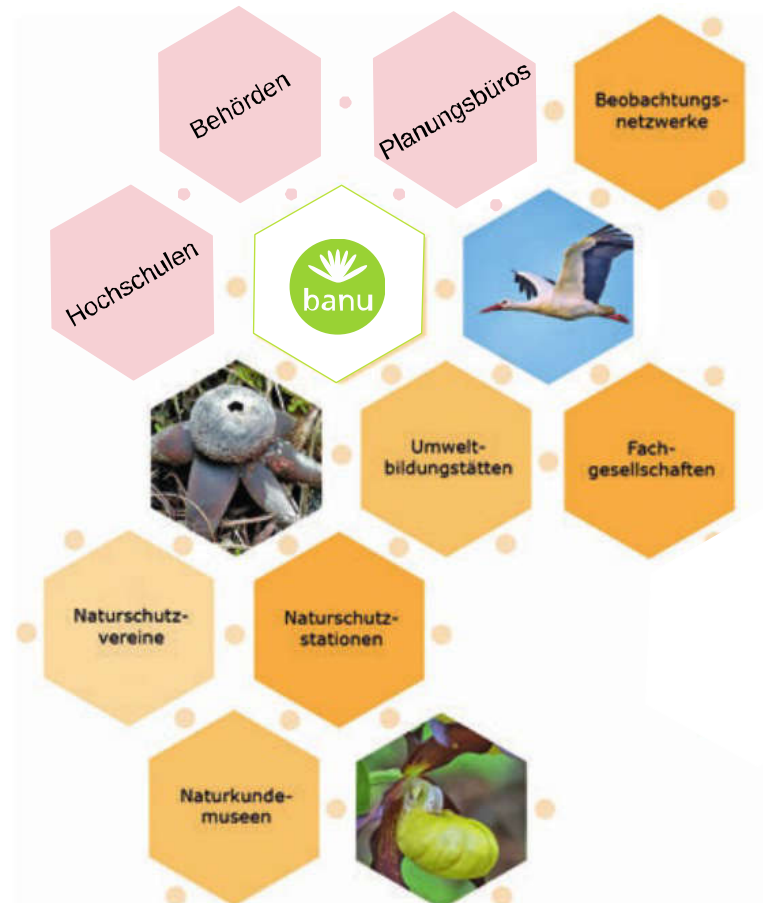 Behörden
Planungsbüros
Beobachtungs-
netzwerke
Hochschulen
banu
Umwelt-
bildungstätten
Fach-
gesellschaften
Naturschutz-
vereine
Naturschutz-
stationen
Naturkunde-
museen